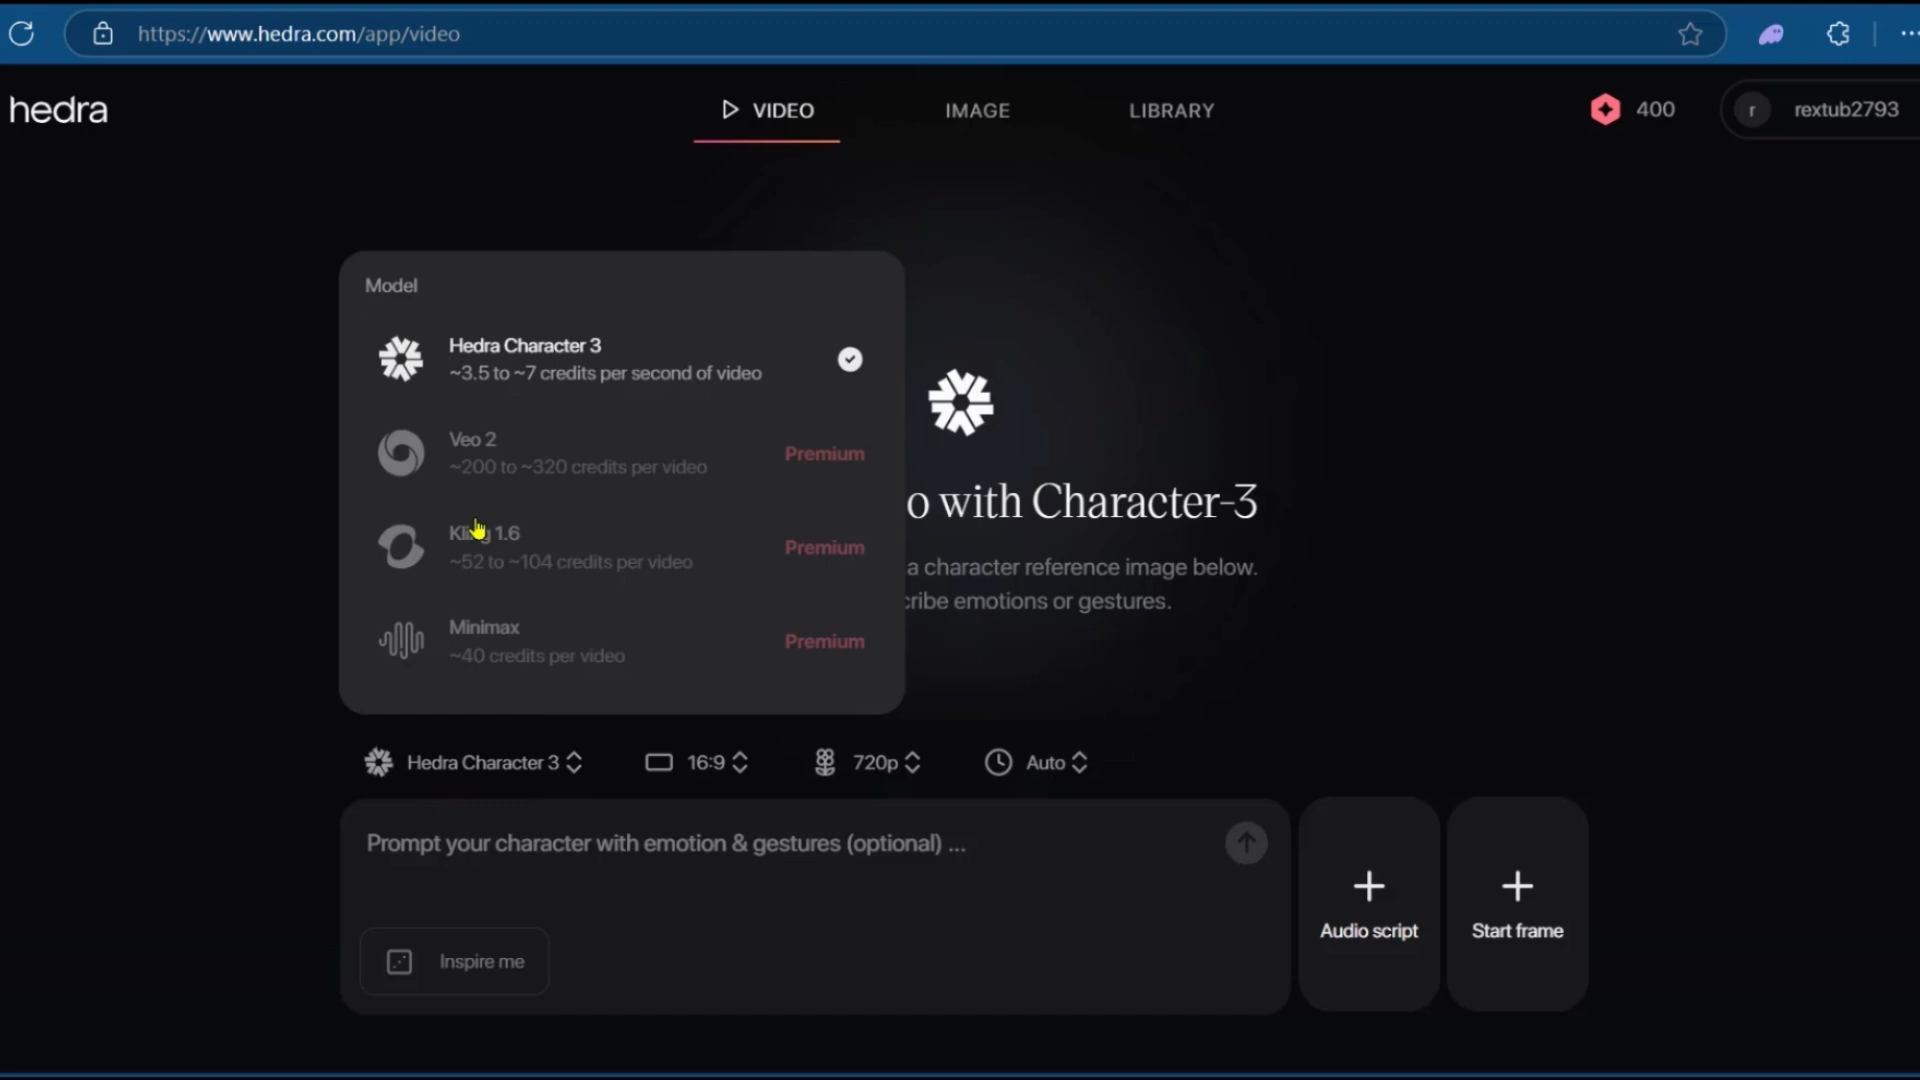 https://www.hedra.com/app/video
hedra
VIDEO
IMAGE
LIBRARY
400
r
rextub2793
Model
Hedra Character 3
~3.5 to ~7 credits per second of video
Veo 2
~200 to ~320 credits per video
Premium
Kling 1.6
~52 to ~104 credits per video
Premium
Minimax
~40 credits per video
Premium
o with Character-3
a character reference image below.
cribe emotions or gestures.
Hedra Character 3
16:9
720p
Auto
Prompt your character with emotion & gestures (optional) ...
Inspire me
Audio script
Start frame